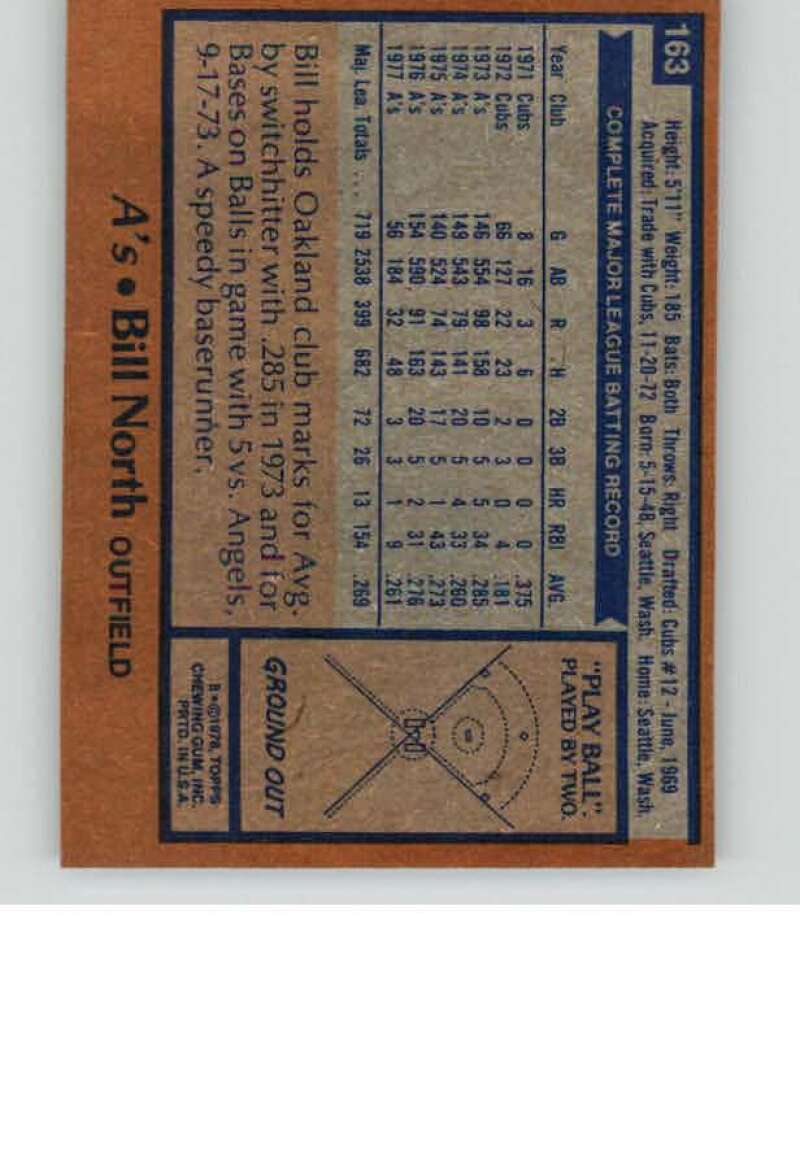 163
Height: 5'11" Weight: 185 Bats: Both Throws: Right Drafted: Cubs #12 - June, 1969
Acquired: Trade with Cubs, 11-20-72 Born: 5-15-48, Seattle, Wash. Home: Seattle, Wash.
COMPLETE MAJOR LEAGUE BATTING RECORD
Year Club G AB R H 2B 3B HR RBI AVG.
1971 Cubs 8 16 3 6 0 0 0 0 .375
1972 Cubs 66 127 22 23 2 3 0 4 .181
1973 A's 146 554 98 158 10 5 5 34 .285
1974 A's 149 543 79 141 20 5 4 33 .260
1975 A's 140 524 74 143 17 5 1 43 .273
1976 A's 154 590 91 163 20 5 2 31 .276
1977 A's 56 184 32 48 3 3 1 9 .261
Maj. Lea. Totals ... 719 2538 399 682 72 26 13 154 .269
Bill holds Oakland club marks for Avg.
by switchhitter with .285 in 1973 and for
Bases on Balls in game with 5 vs. Angels,
9-17-73. A speedy baserunner.
"PLAY BALL".
PLAYED BY TWO.
GROUND OUT
B•©1978, TOPPS
CHEWING GUM, INC.
PRTD. IN U.S.A.
A's • Bill North OUTFIELD